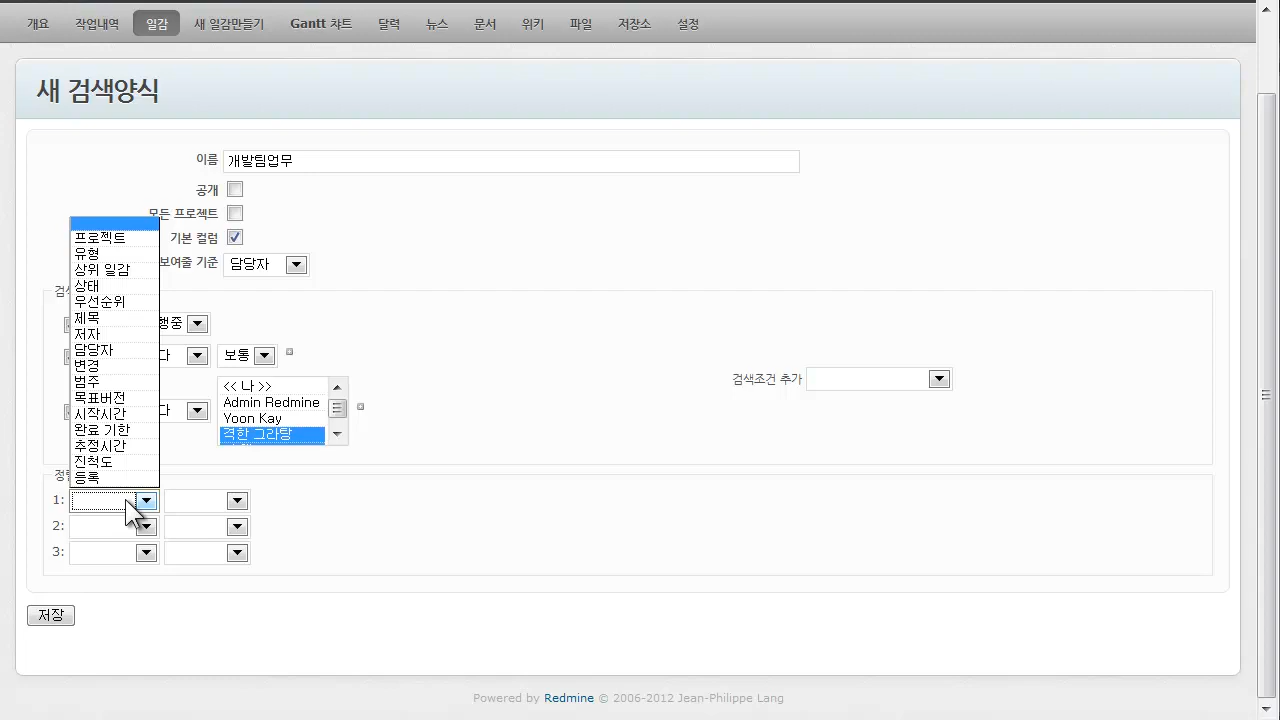 개요 작업내역 일감 새 일감만들기 Gantt 챠트 달력 뉴스 문서 위키 파일 저장소 설정
새 검색양식
이름 개발팀업무
공개
모든 프로젝트
기본 컬럼
보여줄 기준 담당자
프로젝트
유형
상위 일감
상태
우선순위
제목
저자
담당자
변경
범주
목표버전
시작시간
완료 기한
추정시간
진척도
등록
행중
다 보통
다
<< 나 >>
Admin Redmine
Yoon Kay
격한 그라탕
검색조건 추가
1:
2:
3:
저장
Powered by Redmine © 2006-2012 Jean-Philippe Lang